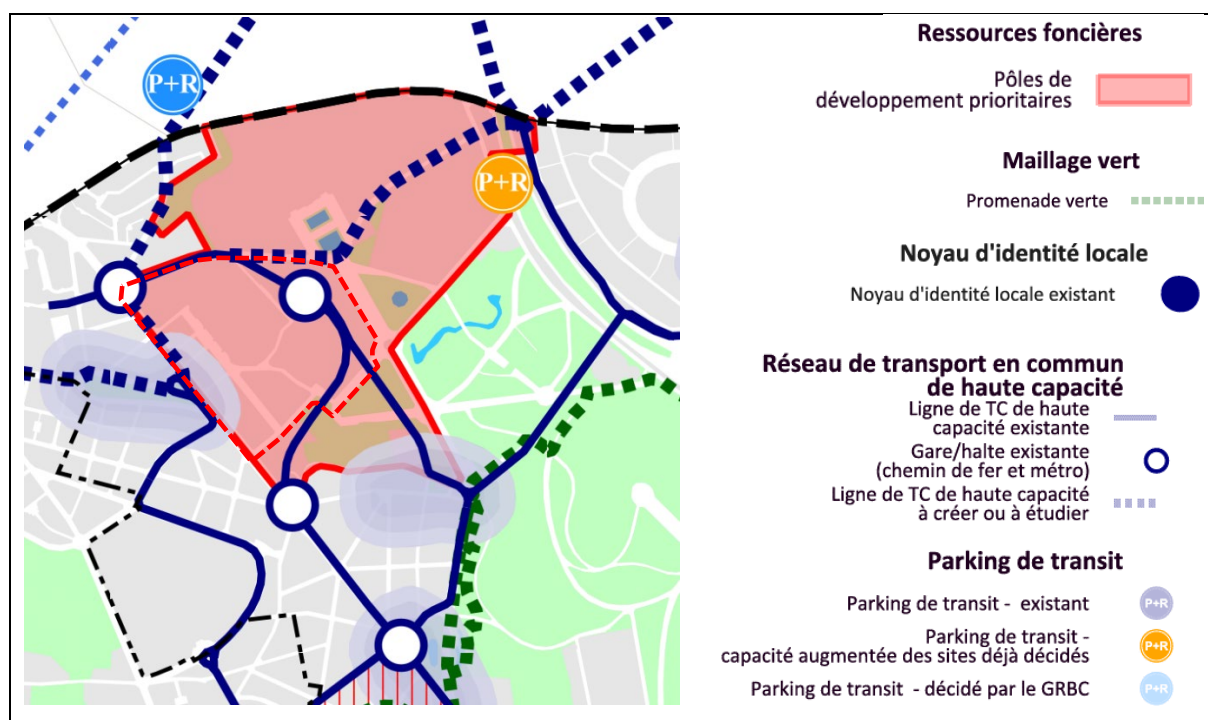 P+R
P+R
Ressources foncières
Pôles de
développement prioritaires
Maillage vert
Promenade verte
Noyau d'identité locale
Noyau d'identité locale existant
Réseau de transport en commun
de haute capacité
Ligne de TC de haute
capacité existante
Gare/halte existante
(chemin de fer et métro)
Ligne de TC de haute capacité
à créer ou à étudier
Parking de transit
Parking de transit - existant
P+R
Parking de transit -
capacité augmentée des sites déjà décidés
P+R
Parking de transit - décidé par le GRBC
P+R